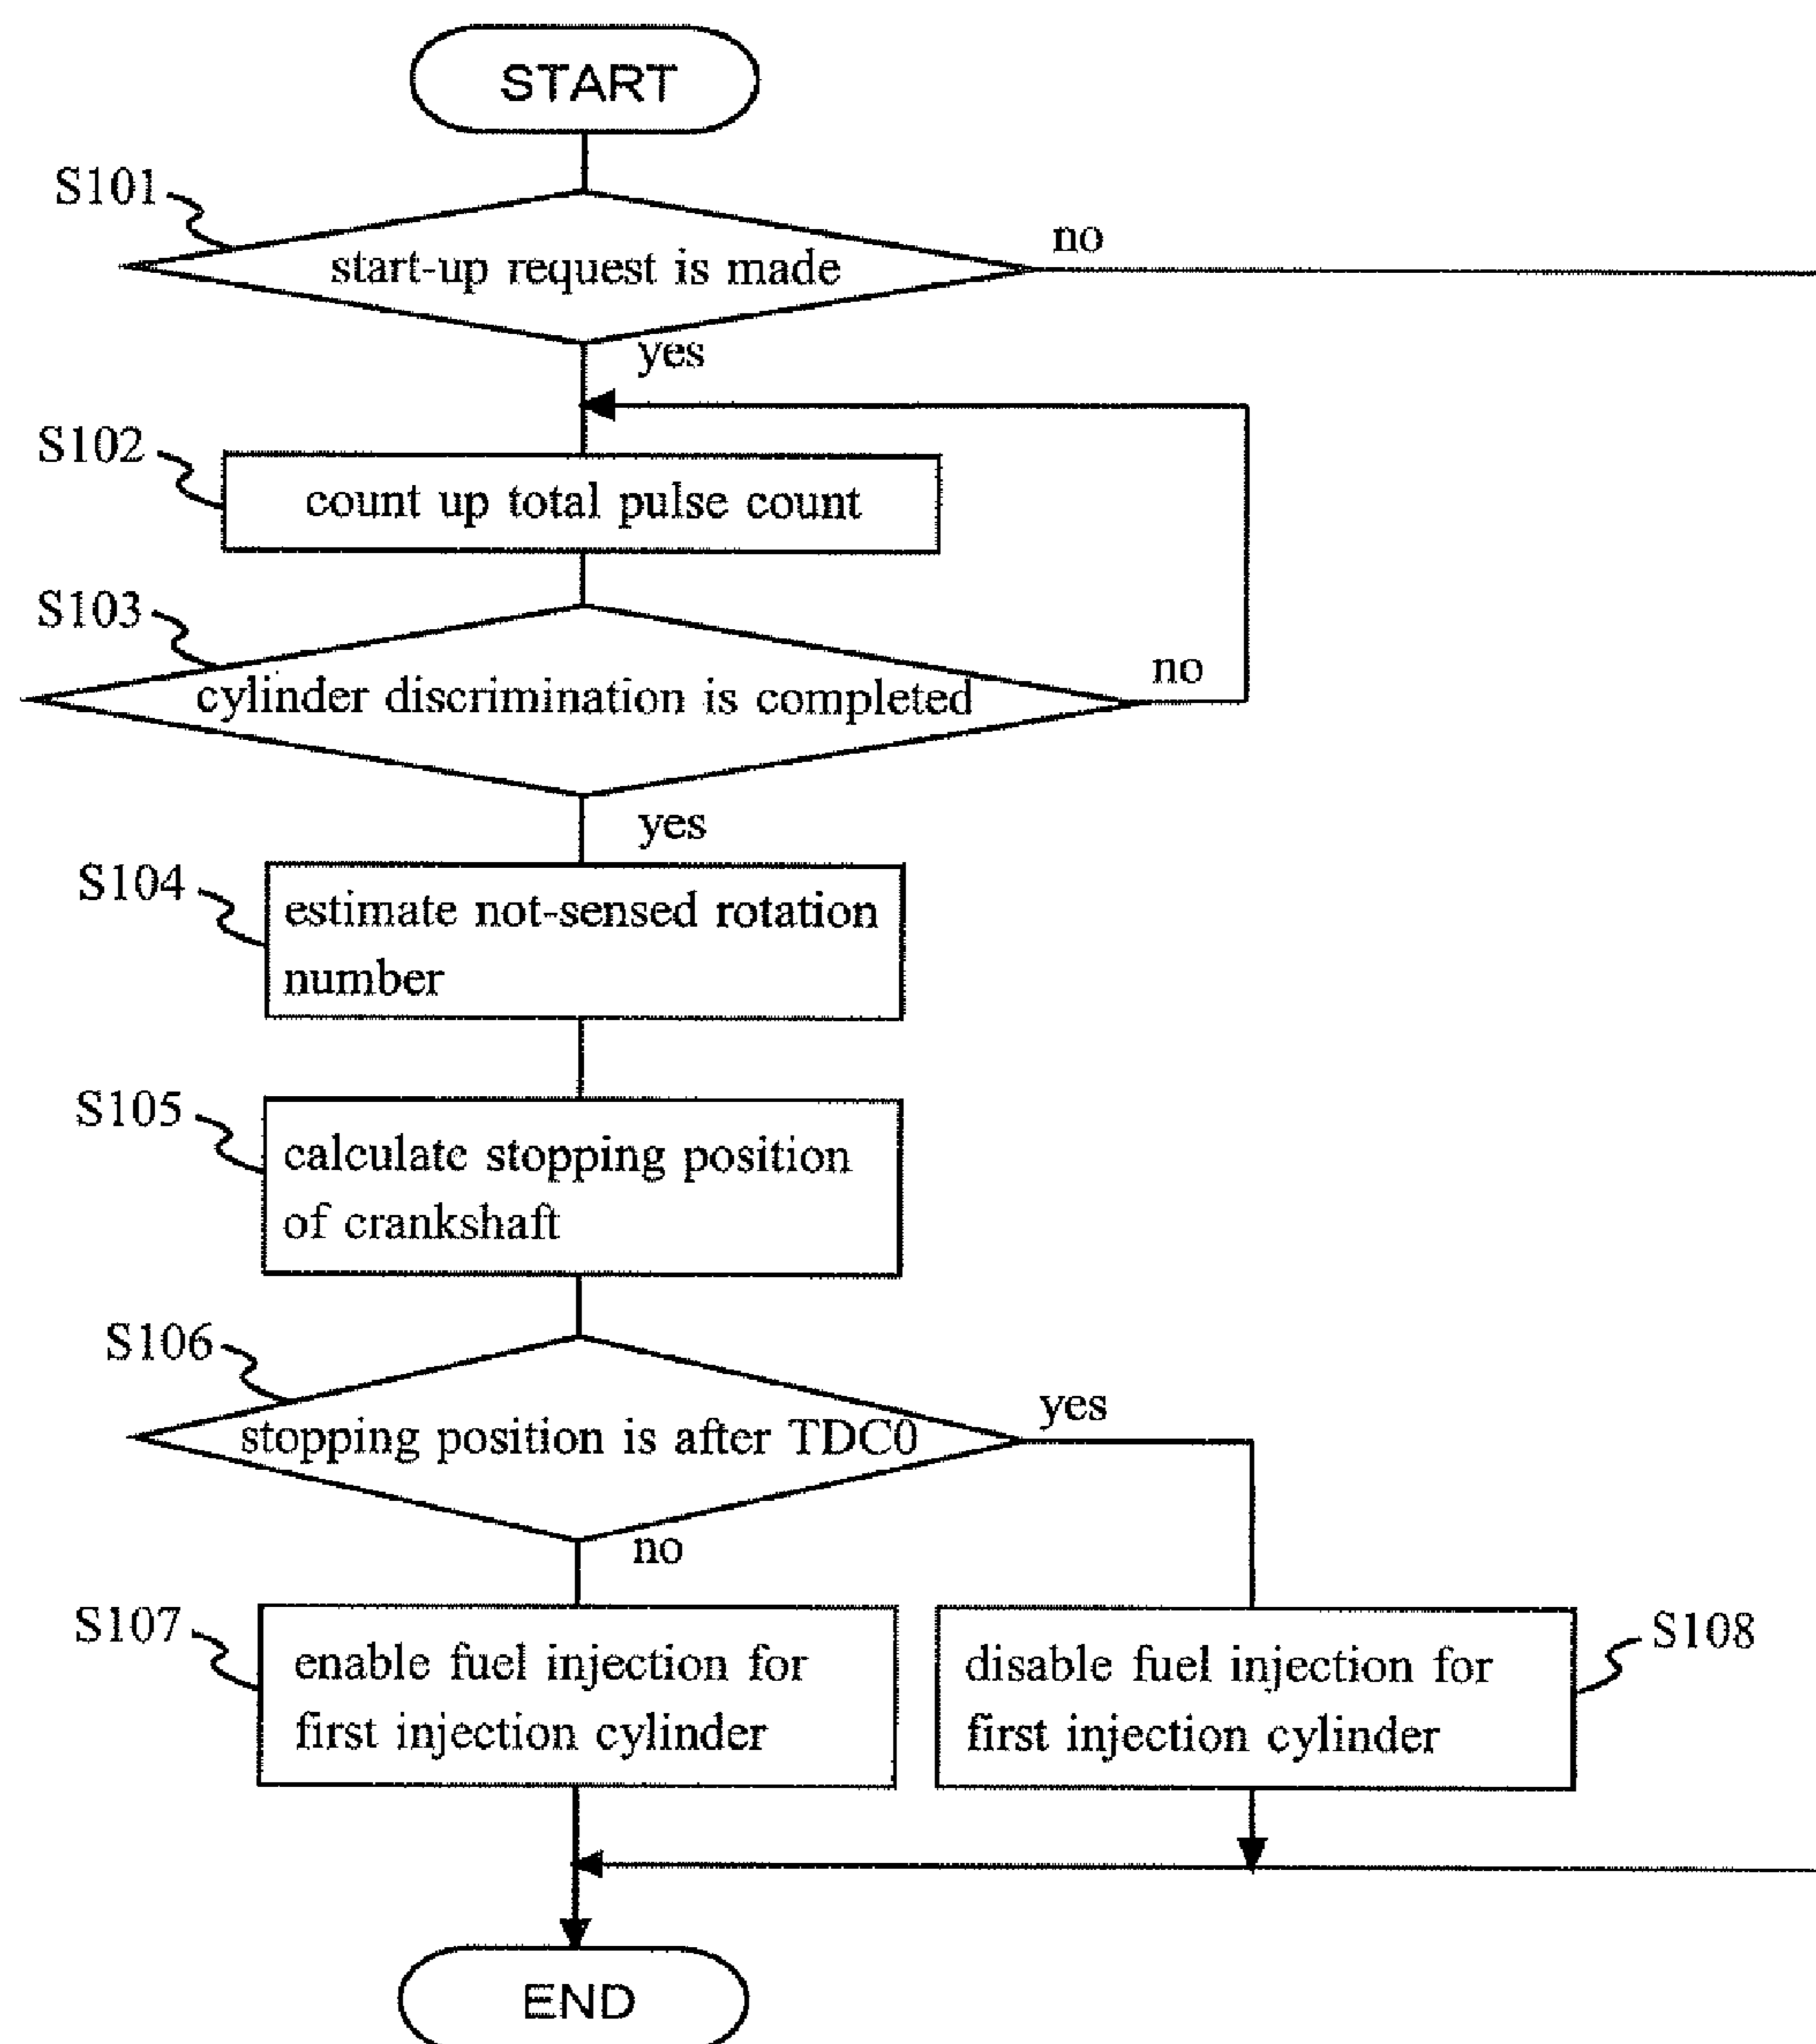 START
S101
start-up request is made
no
yes
S102
count up total pulse count
S103
cylinder discrimination is completed
no
yes
S104
estimate not-sensed rotation
number
S105
calculate stopping position
of crankshaft
S106
stopping position is after TDC0
yes
no
S107
enable fuel injection for
first injection cylinder
disable fuel injection for
first injection cylinder
S108
END